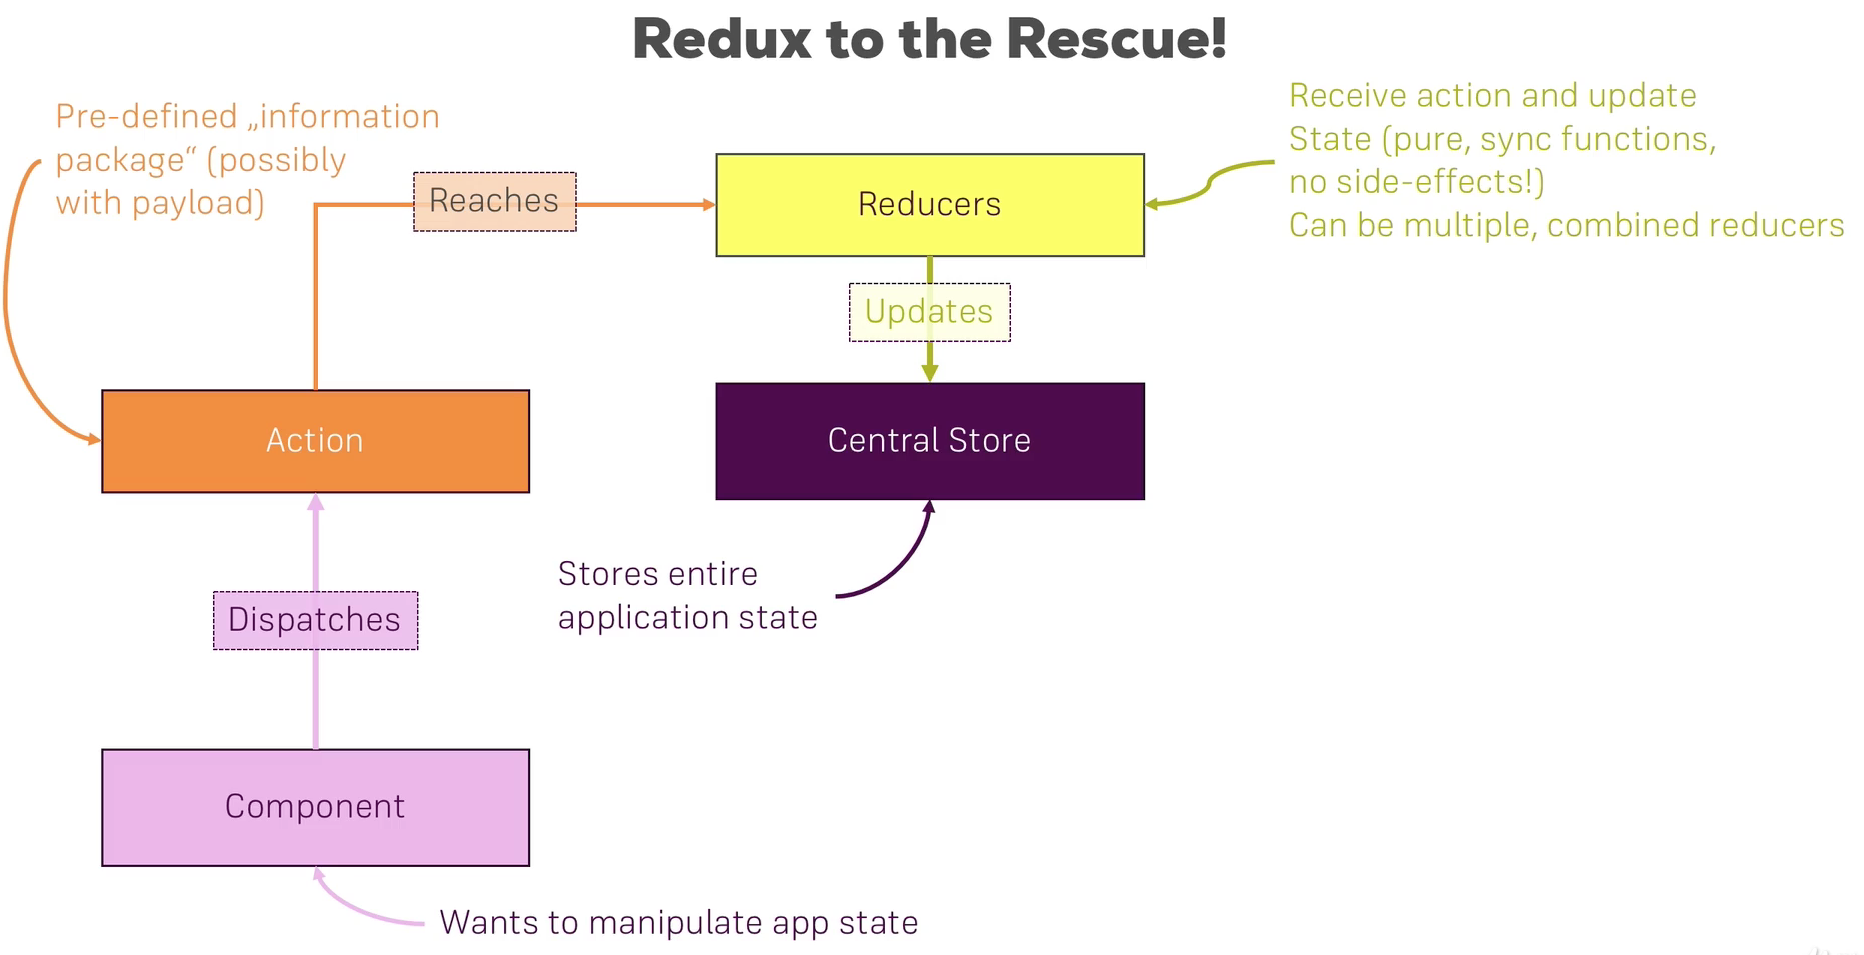 Redux to the Rescue!
Pre-defined „information
package“ (possibly
with payload)
Reaches
Reducers
Receive action and update
State (pure, sync functions,
no side-effects!)
Can be multiple, combined reducers
Updates
Action
Central Store
Stores entire
application state
Dispatches
Component
Wants to manipulate app state